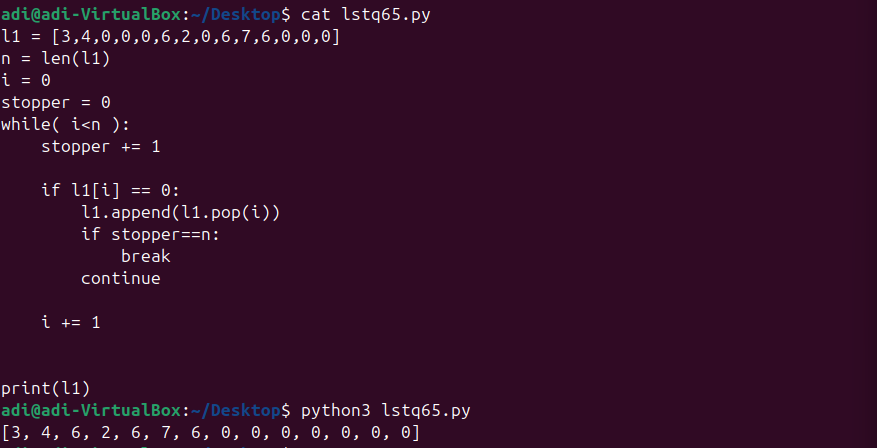 adi@adi-VirtualBox:~/Desktop$ cat lstq65.py
l1 = [3,4,0,0,0,6,2,0,6,7,6,0,0,0]
n = len(l1)
i = 0
stopper = 0
while( i<n ):
    stopper += 1

    if l1[i] == 0:
        l1.append(l1.pop(i))
        if stopper==n:
            break
        continue

    i += 1


print(l1)
adi@adi-VirtualBox:~/Desktop$ python3 lstq65.py
[3, 4, 6, 2, 6, 7, 6, 0, 0, 0, 0, 0, 0, 0]